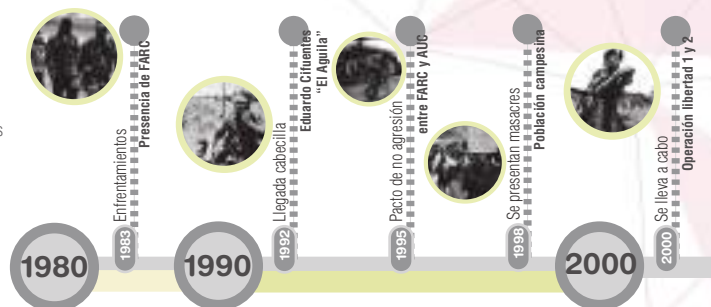 1980
1983
Enfrentamientos
Presencia de FARC
1990
1992
Llegada cabecilla
Eduardo Cifuentes
“El Aguila”
1995
Pacto de no agresión
entre FARC y AUC
1998
Se presentan masacres
Población campesina
2000
2000
Se lleva a cabo
Operación libertad 1 y 2